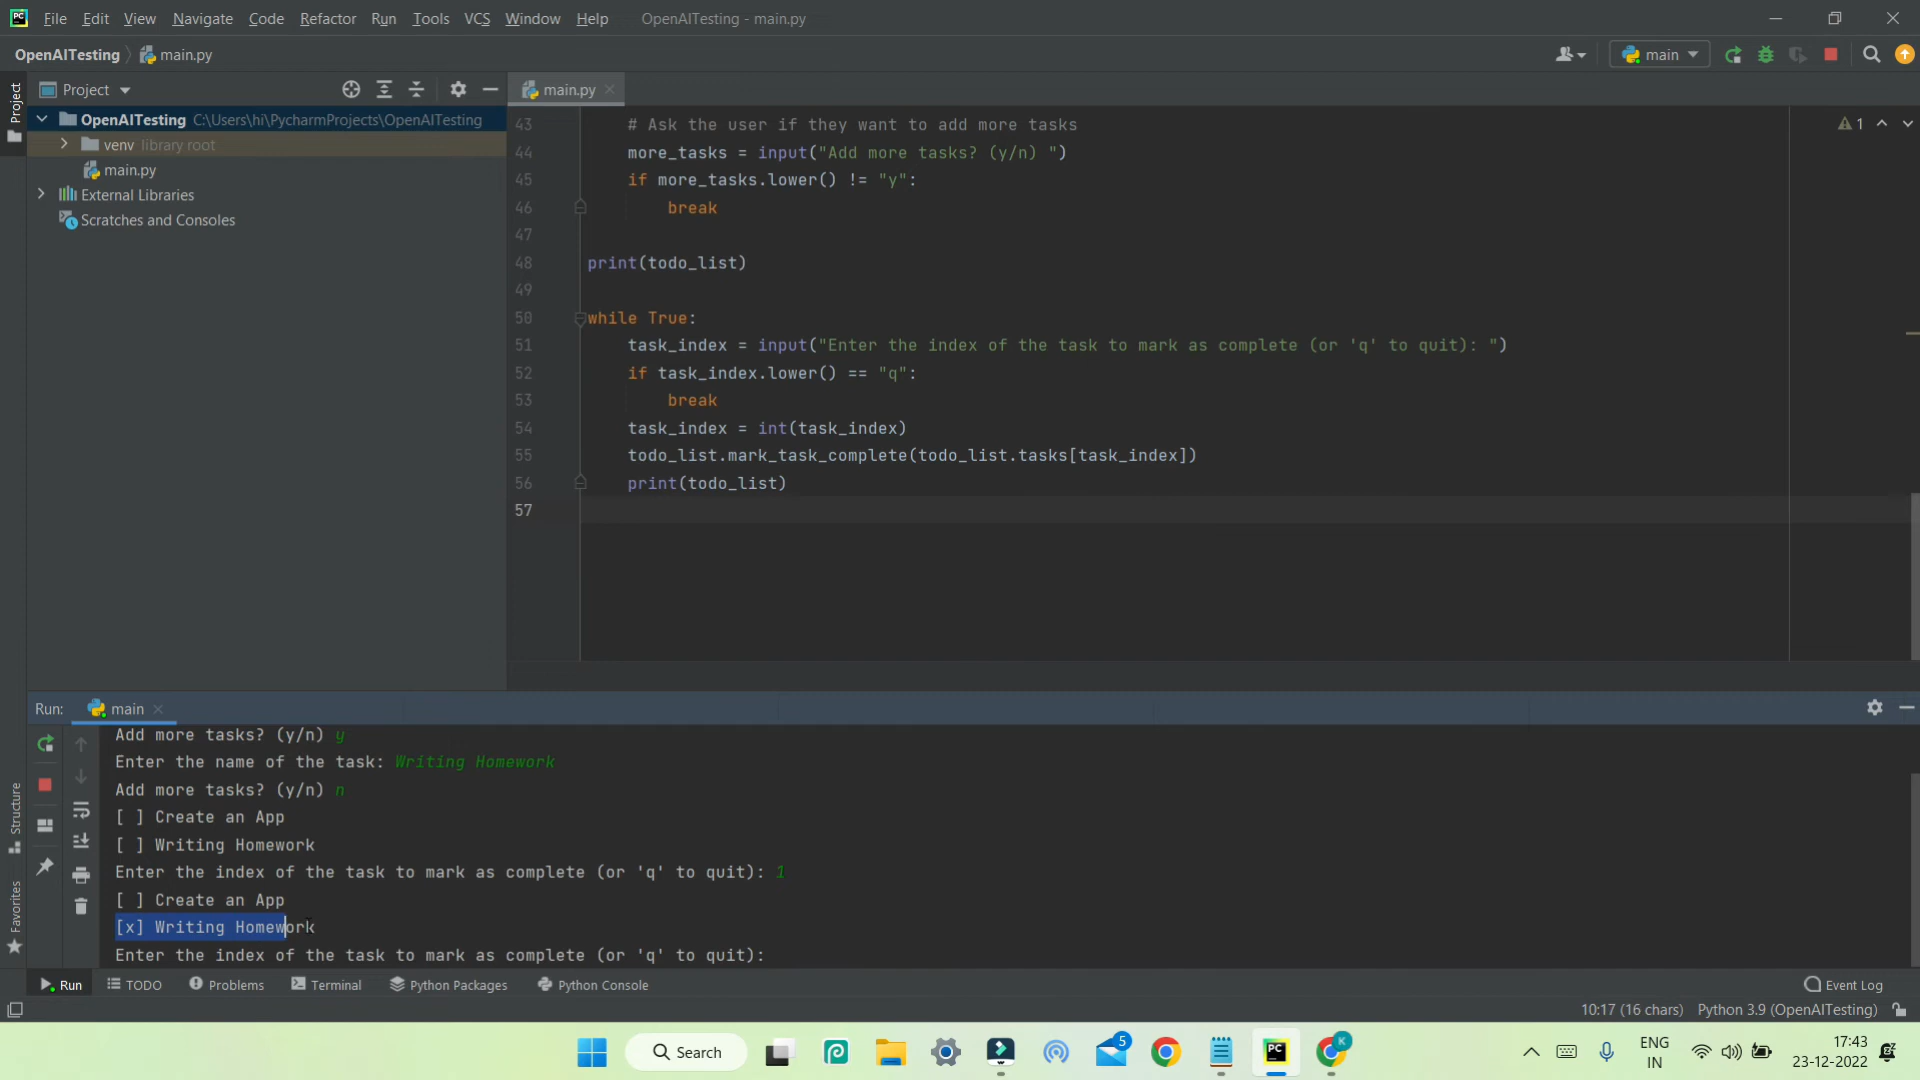 File Edit View Navigate Code Refactor Run Tools VCS Window Help OpenAITesting - main.py
OpenAITesting main.py main
Project main.py
OpenAITesting C:\Users\hi\PycharmProjects\OpenAITesting
venv library root
main.py
External Libraries
Scratches and Consoles
Project
1
43 # Ask the user if they want to add more tasks
44 more_tasks = input("Add more tasks? (y/n) ")
45 if more_tasks.lower() != "y":
46 break
47
48 print(todo_list)
49
50 while True:
51 task_index = input("Enter the index of the task to mark as complete (or 'q' to quit): ")
52 if task_index.lower() == "q":
53 break
54 task_index = int(task_index)
55 todo_list.mark_task_complete(todo_list.tasks[task_index])
56 print(todo_list)
57
Run: main
Add more tasks? (y/n) y
Enter the name of the task: Writing Homework
Add more tasks? (y/n) n
[ ] Create an App
[ ] Writing Homework
Enter the index of the task to mark as complete (or 'q' to quit): 1
[ ] Create an App
[x] Writing Homework
Enter the index of the task to mark as complete (or 'q' to quit):
Structure
Favorites
Run TODO Problems Terminal Python Packages Python Console Event Log
10:17 (16 chars) Python 3.9 (OpenAITesting)
PC Search 5 PC K ENG 17:43
IN 23-12-2022